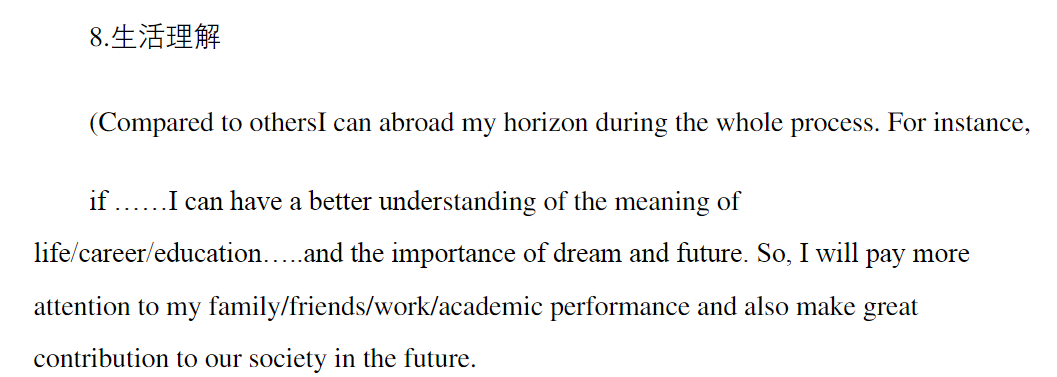 8.生活理解
(Compared to othersI can abroad my horizon during the whole process. For instance,
if ……I can have a better understanding of the meaning of
life/career/education…..and the importance of dream and future. So, I will pay more
attention to my family/friends/work/academic performance and also make great
contribution to our society in the future.